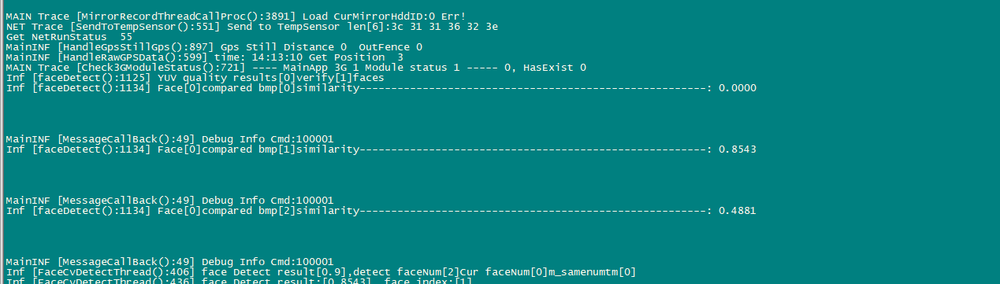 MAIN Trace [MirrorRecordThreadCallProc():3891] Load CurMirrorHddID:0 Err!
NET Trace [SendToTempSensor():551] Send to TempSensor len[6]:3c 31 31 36 32 3e
Get NetRunStatus  55
MainINF [HandleGpsStillGps():897] Gps Still Distance 0  OutFence 0
MainINF [HandleRawGPSData():599] time: 14:13:10 Get Position  3
MAIN Trace [Check3GModuleStatus():721] ---- MainApp 3G 1 Module status 1 ----- 0, HasExist 0
Inf [faceDetect():1125] YUV quality results[0]verify[1]faces
Inf [faceDetect():1134] Face[0]compared bmp[0]similarity-------------------------------------------------------: 0.0000
MainINF [MessageCallBack():49] Debug Info Cmd:100001
Inf [faceDetect():1134] Face[0]compared bmp[1]similarity-------------------------------------------------------: 0.8543
MainINF [MessageCallBack():49] Debug Info Cmd:100001
Inf [faceDetect():1134] Face[0]compared bmp[2]similarity-------------------------------------------------------: 0.4881
MainINF [MessageCallBack():49] Debug Info Cmd:100001
Inf [FaceCvDetectThread():406] face Detect result[0.9],detect faceNum[2]Cur faceNum[0]m_samenumtm[0]
Inf [FaceCvDetectThread():436] face Detect result:[0.8543], face index:[1]